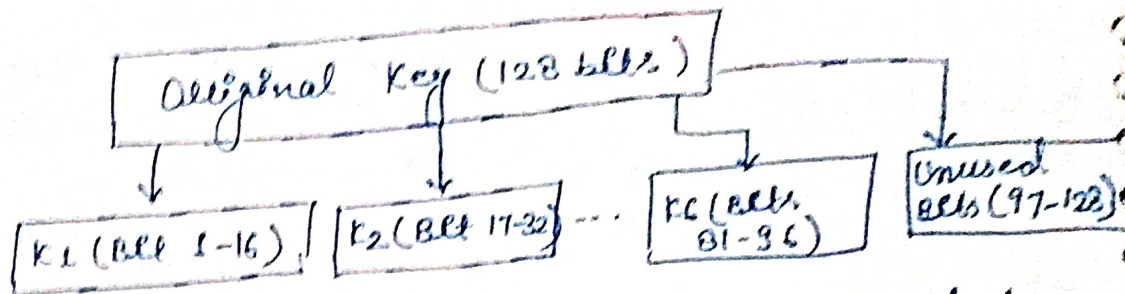 Original Key (128 bits)
K1 (Bit 1-16)
K2 (Bit 17-32)
....
K6 (Bits
81-96)
Unused
Bits (97-128)